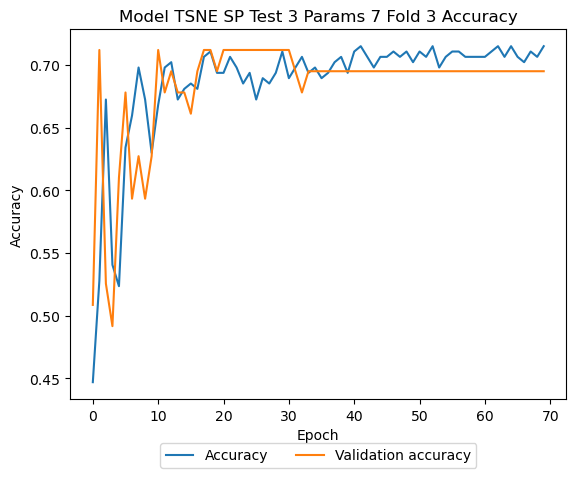 Model TSNE SP Test 3 Params 7 Fold 3 Accuracy
0.70
0.65
0.60
0.55
0.50
0.45
Accuracy
0 10 20 30 40 50 60 70
Epoch
Accuracy Validation accuracy